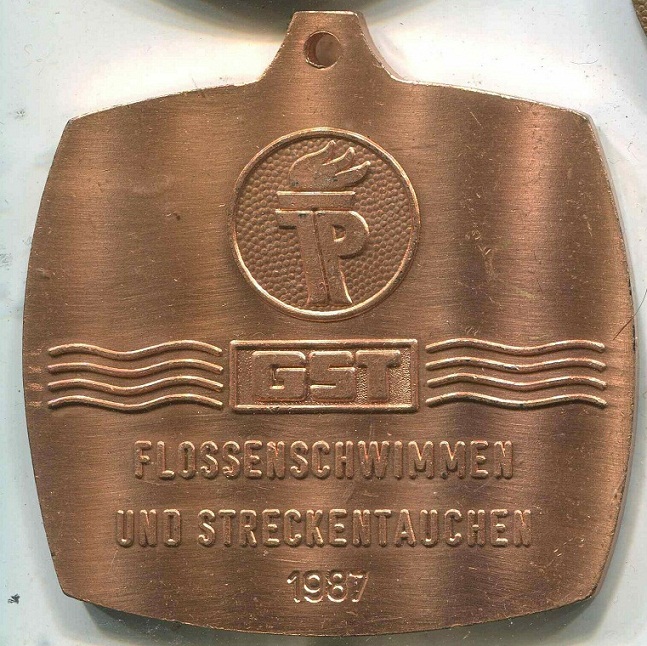 TP
GST
FLOSSENSCHWIMMEN
UND STRECKENTAUCHEN
1987